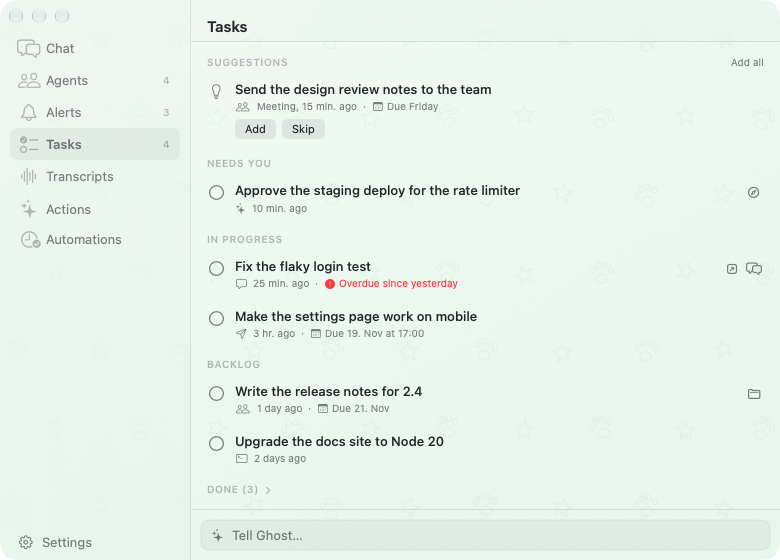 Chat
Agents 4
Alerts 3
Tasks 4
Transcripts
Actions
Automations
Settings
Tasks
SUGGESTIONS Add all
Send the design review notes to the team
Meeting, 15 min. ago · Due Friday
Add Skip
NEEDS YOU
Approve the staging deploy for the rate limiter
10 min. ago
IN PROGRESS
Fix the flaky login test
25 min. ago · Overdue since yesterday
Make the settings page work on mobile
3 hr. ago · Due 19. Nov at 17:00
BACKLOG
Write the release notes for 2.4
1 day ago · Due 21. Nov
Upgrade the docs site to Node 20
2 days ago
DONE (3)
Tell Ghost...